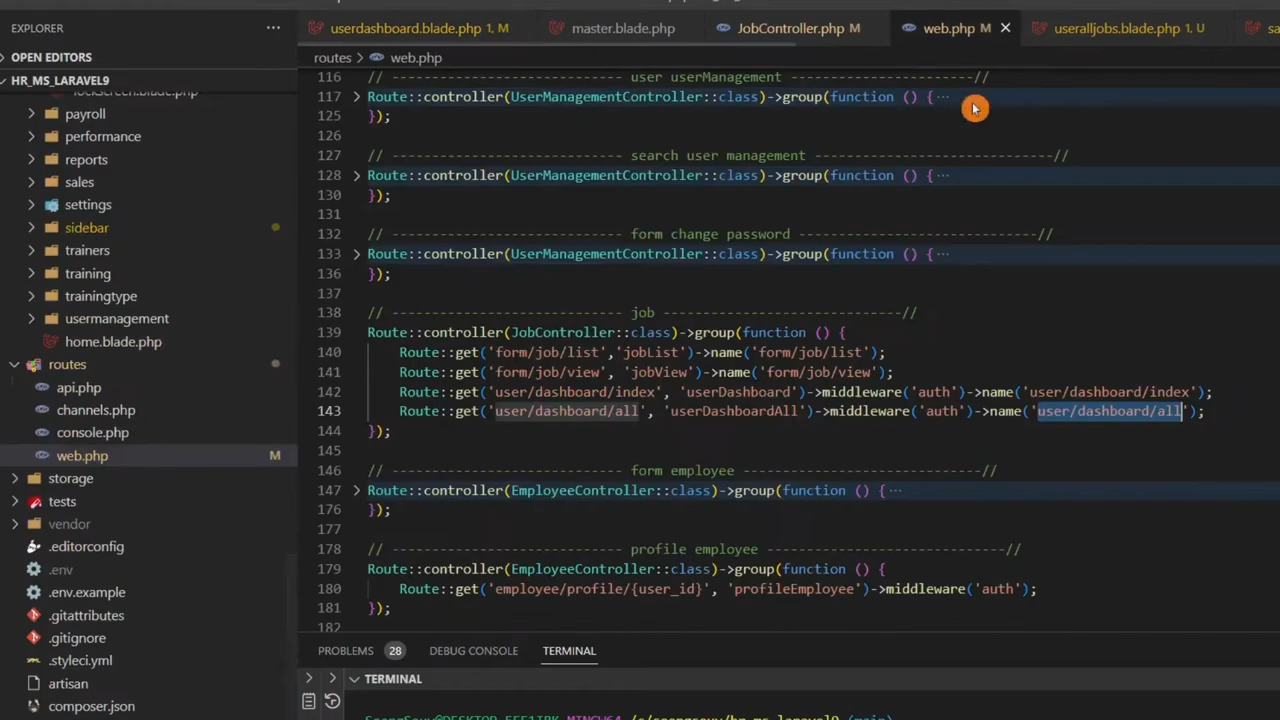 EXPLORER
···
userdashboard.blade.php 1, M
master.blade.php
JobController.php M
web.php M
useralljobs.blade.php 1, U
sa
OPEN EDITORS
routes > web.php
HR_MS_LARAVEL9
lockscreen.blade.php
payroll
performance
reports
sales
settings
sidebar
trainers
training
trainingtype
usermanagement
home.blade.php
routes
api.php
channels.php
console.php
web.php M
storage
tests
vendor
.editorconfig
.env
.env.example
.gitattributes
.gitignore
.styleci.yml
artisan
composer.json
116 // ----------------------------- user userManagement -----------------------//
117 Route::controller(UserManagementController::class)->group(function () {···
125 });
126
127 // ----------------------------- search user management ------------------------------//
128 Route::controller(UserManagementController::class)->group(function () {···
130 });
131
132 // ----------------------------- form change password ------------------------------//
133 Route::controller(UserManagementController::class)->group(function () {···
136 });
137
138 // ----------------------------- job ------------------------------//
139 Route::controller(JobController::class)->group(function () {
140 Route::get('form/job/list','jobList')->name('form/job/list');
141 Route::get('form/job/view', 'jobView')->name('form/job/view');
142 Route::get('user/dashboard/index', 'userDashboard')->middleware('auth')->name('user/dashboard/index');
143 Route::get('user/dashboard/all', 'userDashboardAll')->middleware('auth')->name('user/dashboard/all');
144 });
145
146 // ----------------------------- form employee ------------------------------//
147 Route::controller(EmployeeController::class)->group(function () {···
176 });
177
178 // ----------------------------- profile employee ------------------------------//
179 Route::controller(EmployeeController::class)->group(function () {
180 Route::get('employee/profile/{user_id}', 'profileEmployee')->middleware('auth');
181 });
182
PROBLEMS 28 DEBUG CONSOLE TERMINAL
TERMINAL